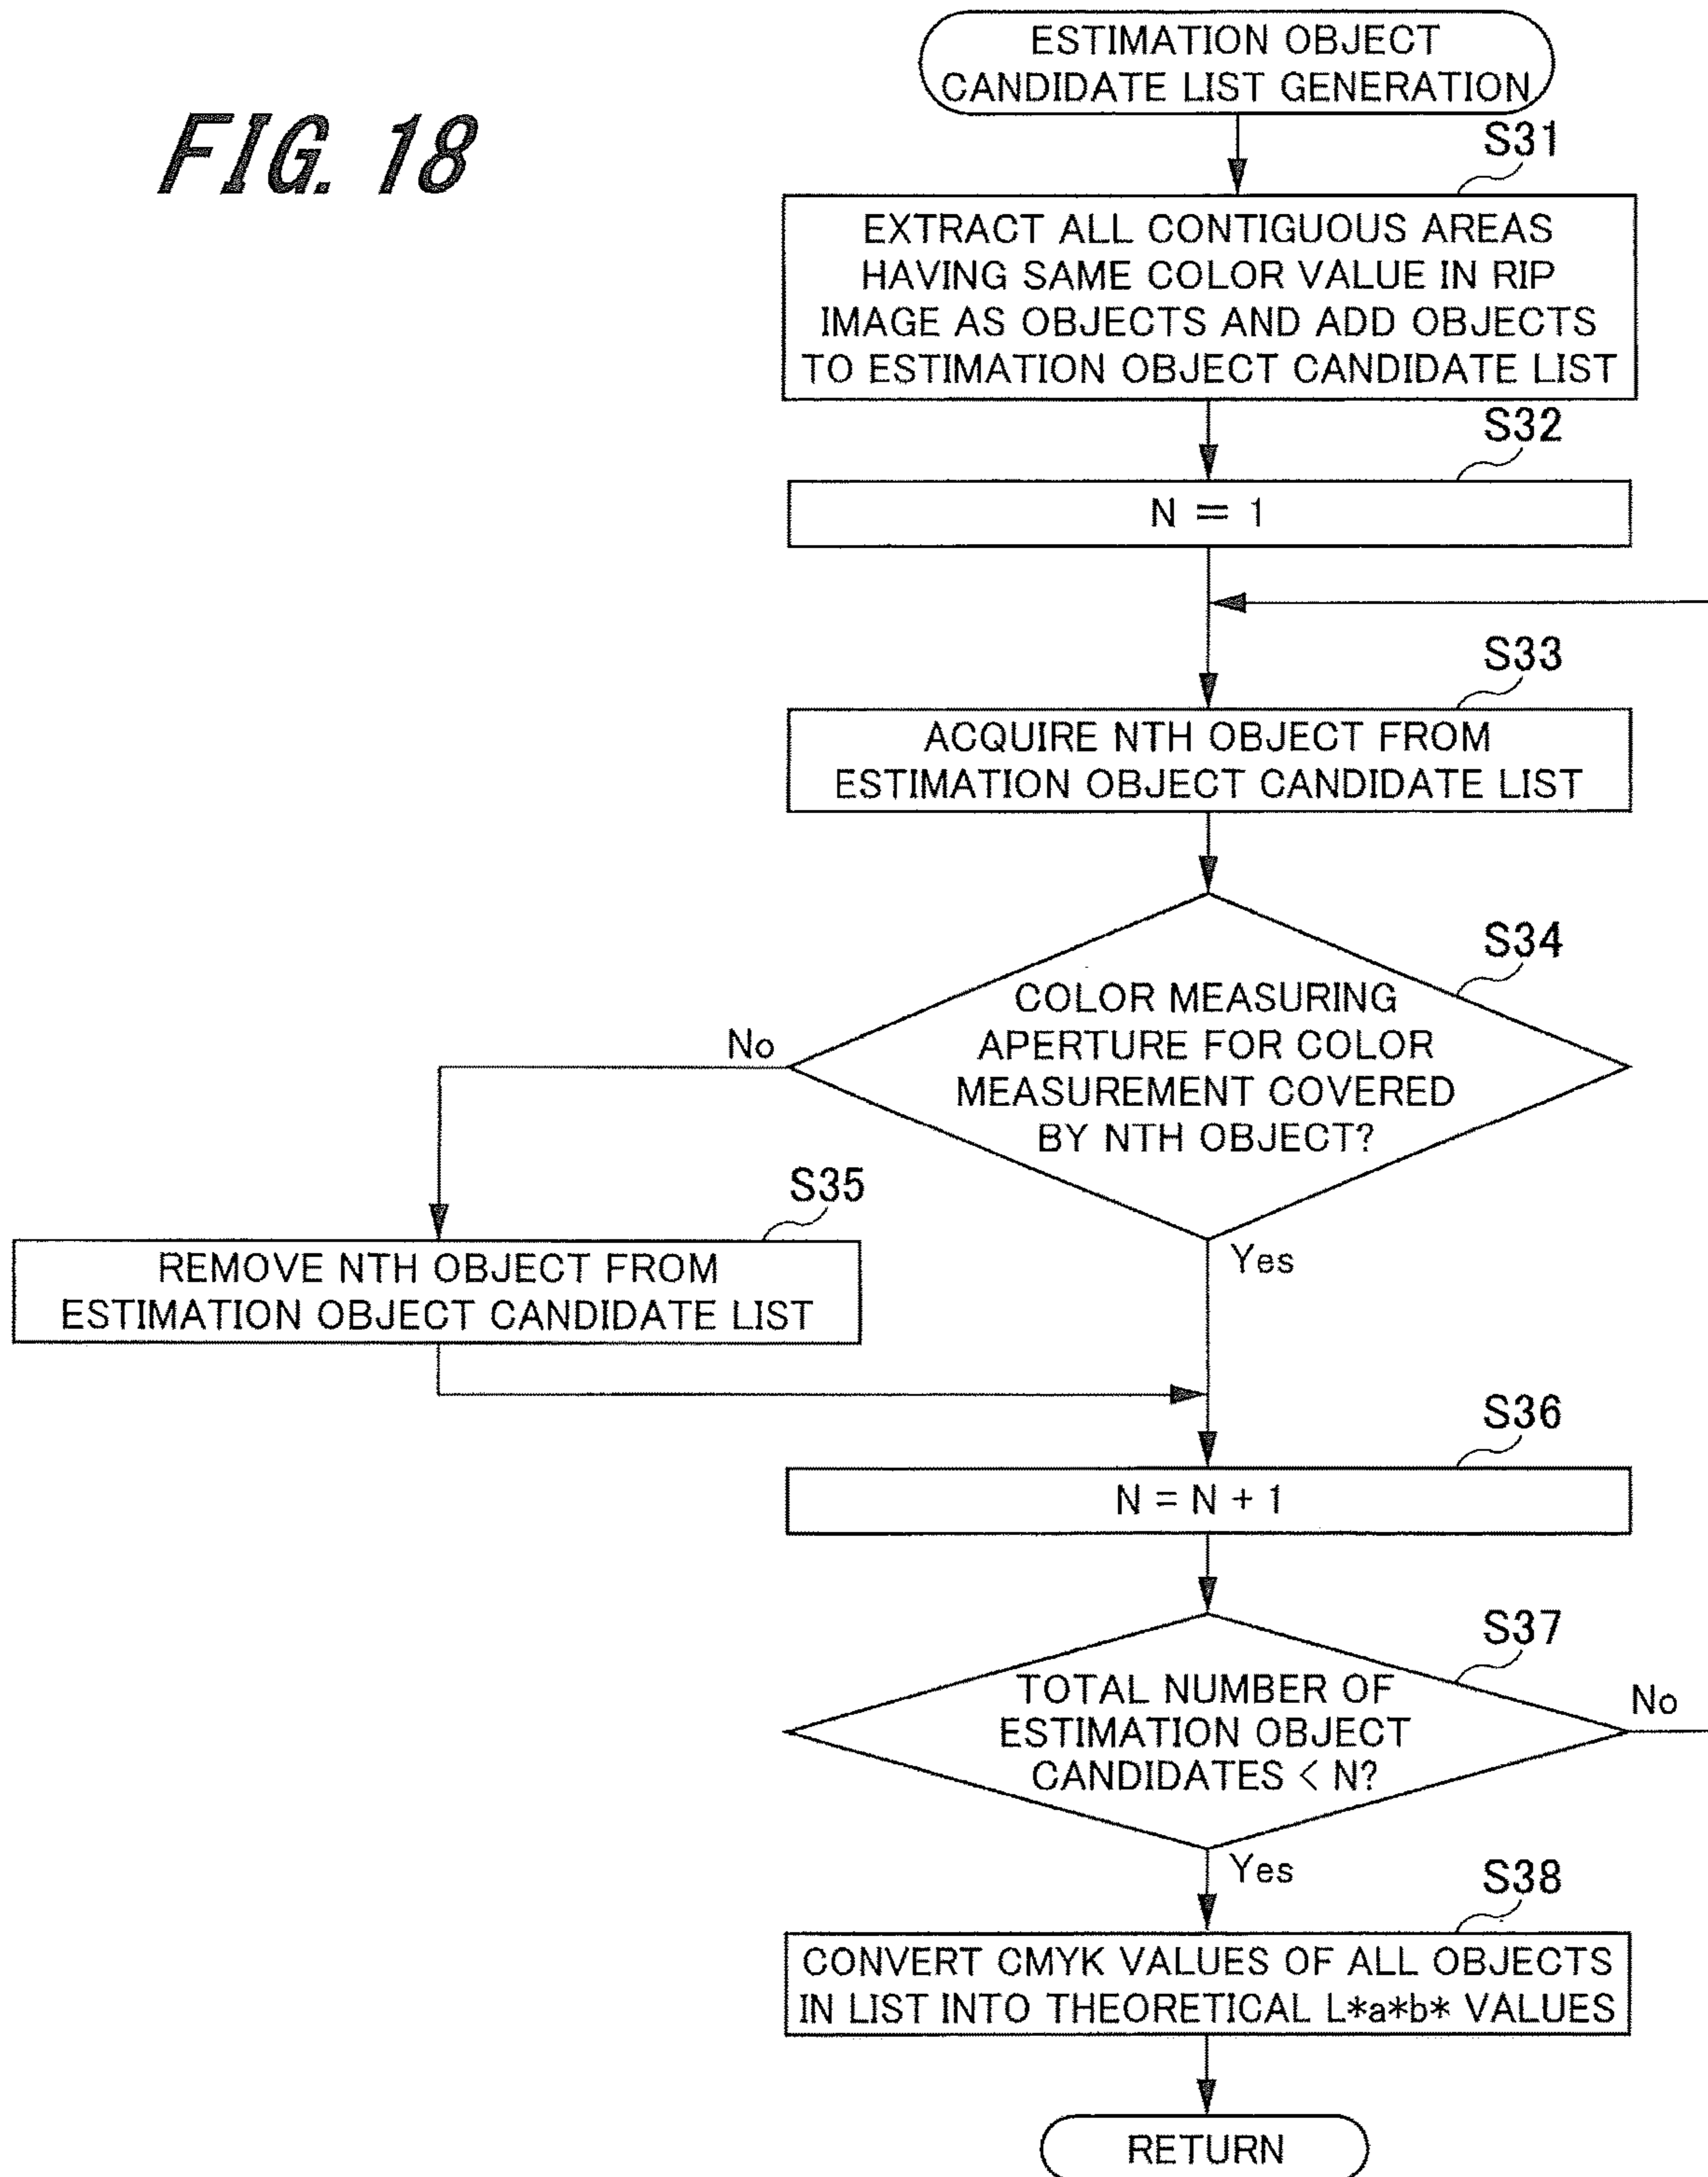 FIG. 18
ESTIMATION OBJECT
CANDIDATE LIST GENERATION
S31
EXTRACT ALL CONTIGUOUS AREAS
HAVING SAME COLOR VALUE IN RIP
IMAGE AS OBJECTS AND ADD OBJECTS
TO ESTIMATION OBJECT CANDIDATE LIST
S32
N = 1
S33
ACQUIRE NTH OBJECT FROM
ESTIMATION OBJECT CANDIDATE LIST
S34
COLOR MEASURING
APERTURE FOR COLOR
MEASUREMENT COVERED
BY NTH OBJECT?
No
Yes
S35
REMOVE NTH OBJECT FROM
ESTIMATION OBJECT CANDIDATE LIST
S36
N = N + 1
S37
TOTAL NUMBER OF
ESTIMATION OBJECT
CANDIDATES < N?
No
Yes
S38
CONVERT CMYK VALUES OF ALL OBJECTS
IN LIST INTO THEORETICAL L*a*b* VALUES
RETURN